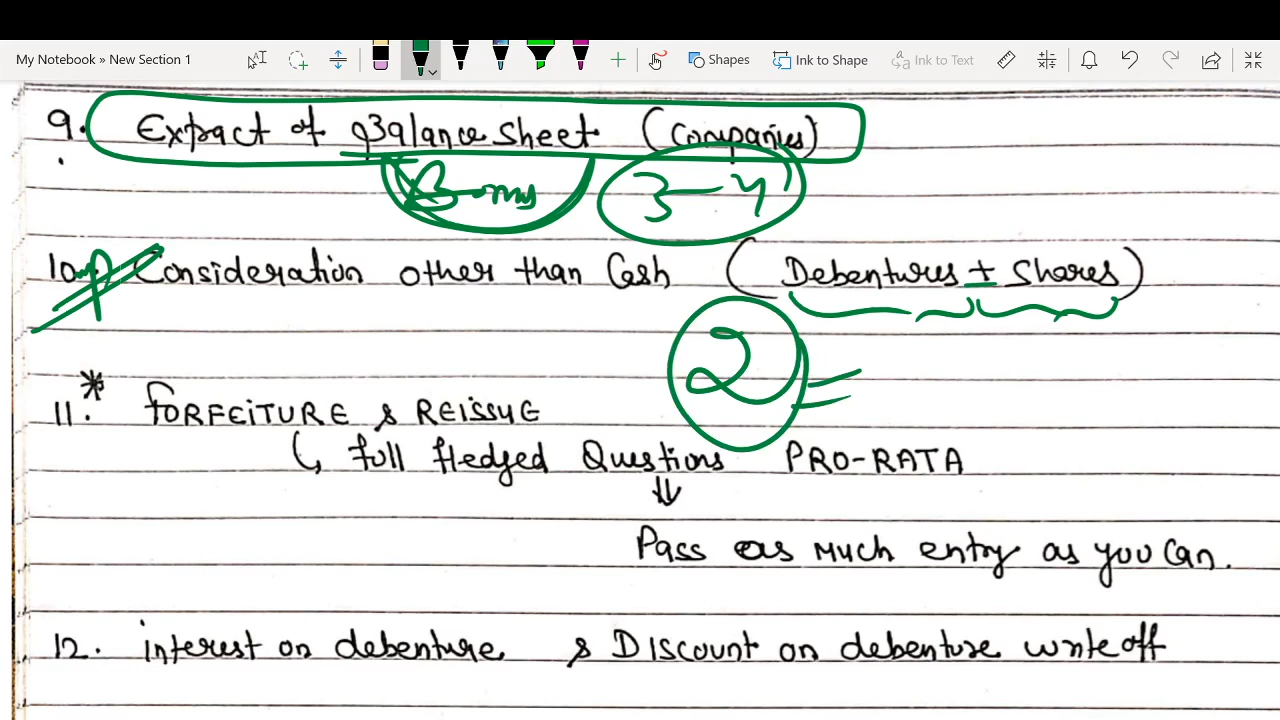 My Notebook » New Section 1
Shapes
Ink to Shape
Ink to Text
9. Extract of Balance Sheet (Companies)
3-4
10. Consideration other than Cash (Debentures ± Shares)
2
11.* FORFEITURE & REISSUE
full fledged Questions PRO-RATA
Pass as much entry as you can.
12. interest on debenture & Discount on debenture write off